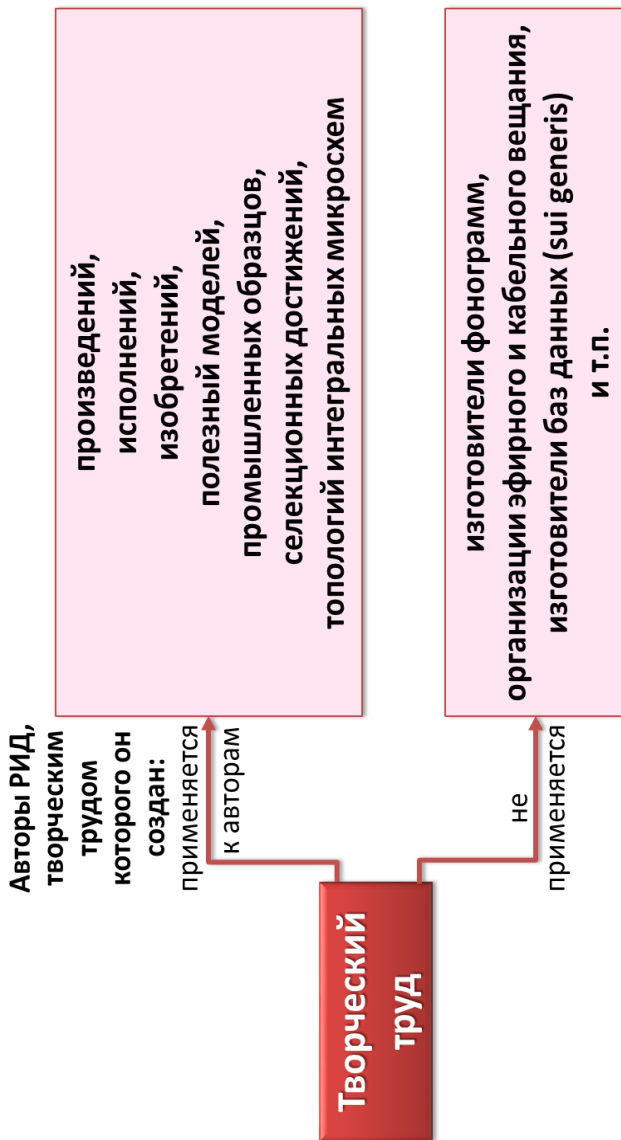 Авторы РИД,
творческим
трудом
которого он
создан:
применяется
к авторам
произведений,
исполнений,
изобретений,
полезный моделей,
промышленных образцов,
селекционных достижений,
топологий интегральных микросхем
Творческий
труд
не
применяется
изготовители фонограмм,
организации эфирного и кабельного вещания,
изготовители баз данных (sui generis)
и т.п.